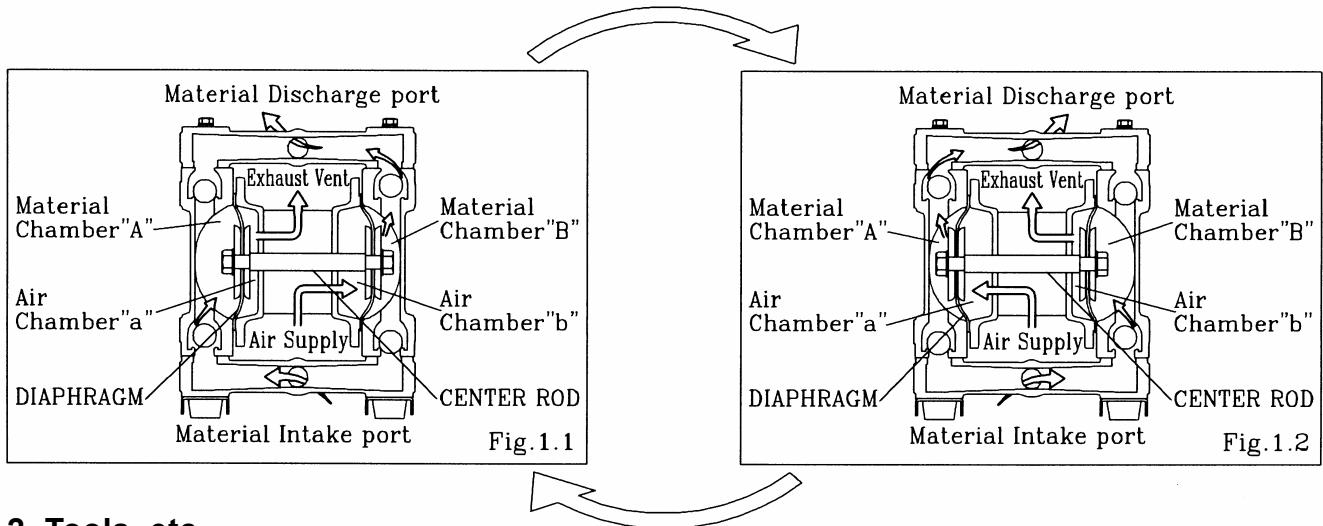 Material Discharge port
Exhaust Vent
Material
Chamber"A"
Material
Chamber"B"
Air
Chamber"a"
Air
Chamber"b"
Air Supply
DIAPHRAGM
CENTER ROD
Material Intake port
Fig.1.1
Material Discharge port
Exhaust Vent
Material
Chamber"A"
Material
Chamber"B"
Air
Chamber"a"
Air
Chamber"b"
Air Supply
DIAPHRAGM
CENTER ROD
Material Intake port
Fig.1.2
2. Tools, etc.